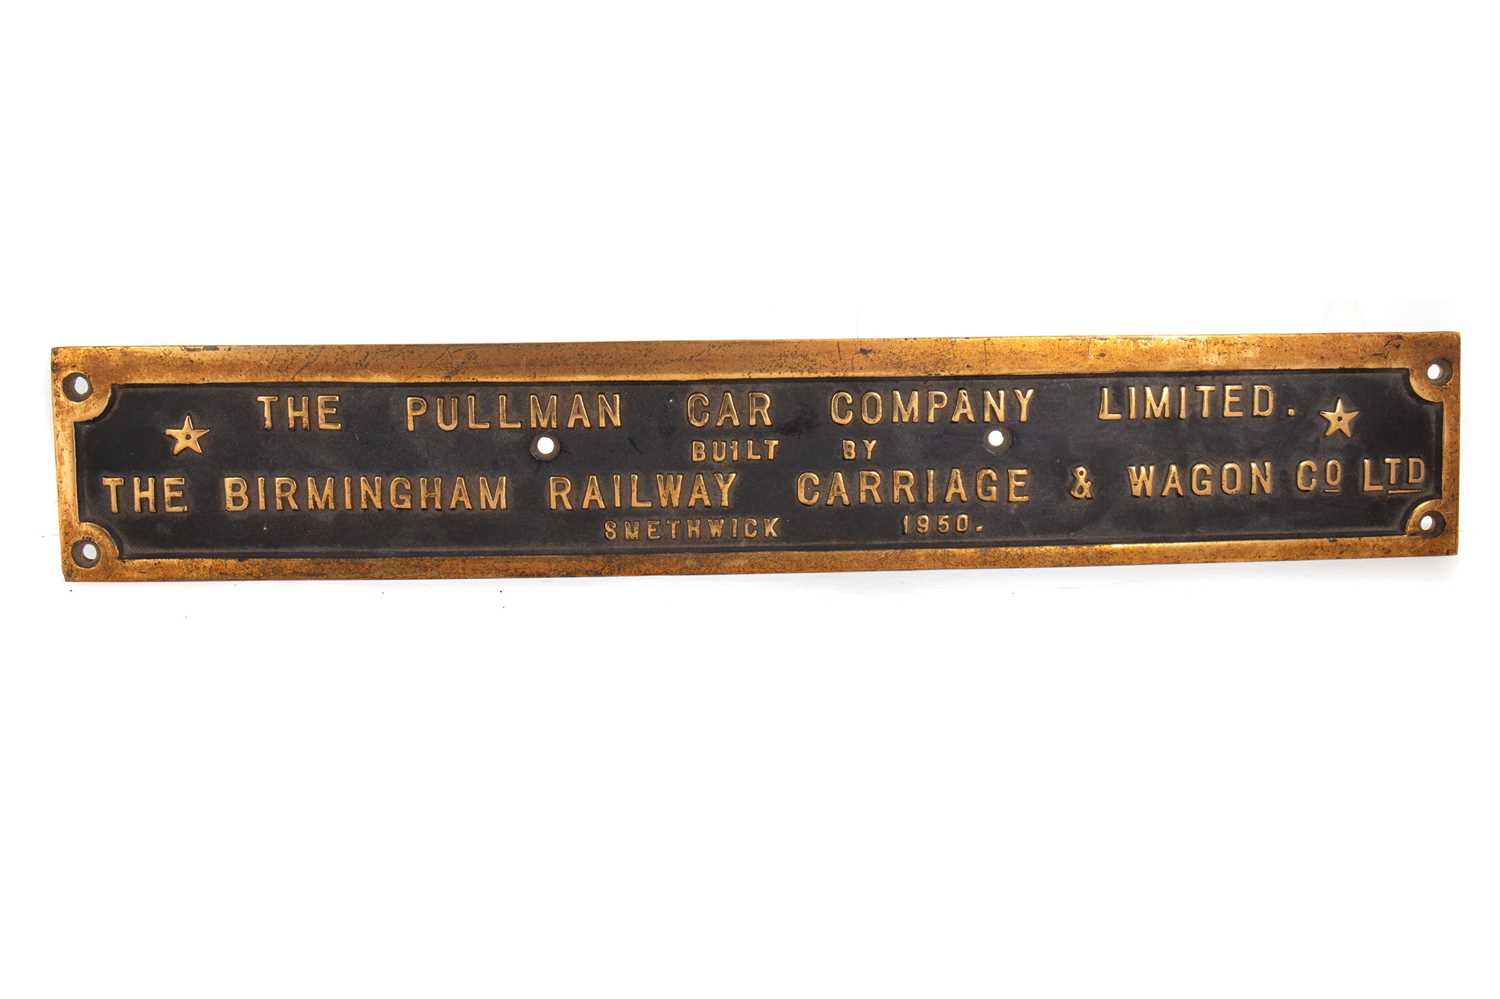 THE PULLMAN CAR COMPANY LIMITED.
BUILT BY
THE BIRMINGHAM RAILWAY CARRIAGE & WAGON CO LTD
SMETHWICK 1950.